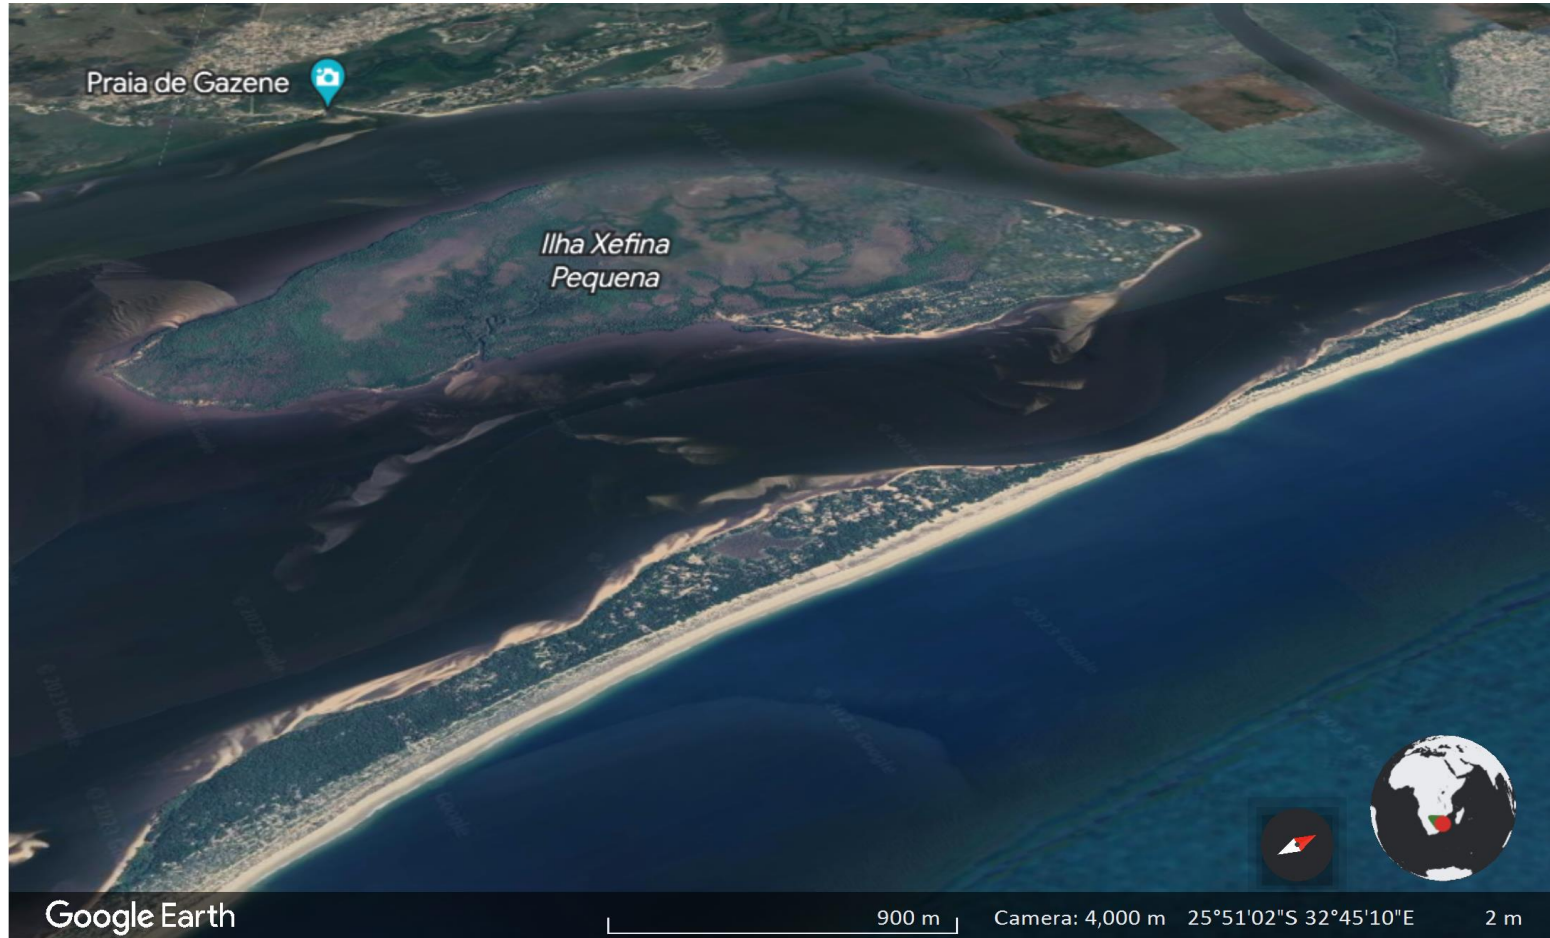 Praia de Gazene
Ilha Xefina
Pequena
Google Earth
900 m
Camera: 4,000 m
25°51'02"S 32°45'10"E
2 m